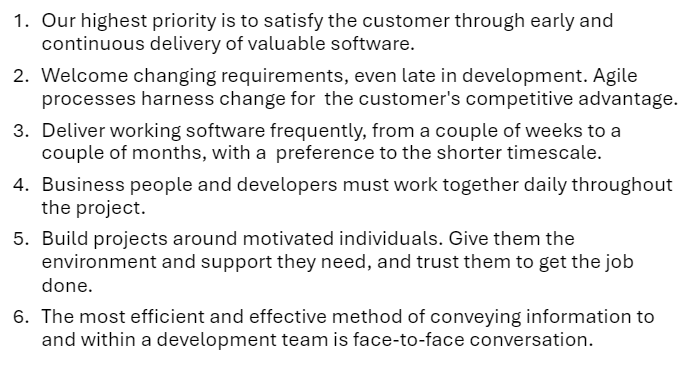 1. Our highest priority is to satisfy the customer through early and
continuous delivery of valuable software.
2. Welcome changing requirements, even late in development. Agile
processes harness change for  the customer's competitive advantage.
3. Deliver working software frequently, from a couple of weeks to a
couple of months, with a  preference to the shorter timescale.
4. Business people and developers must work together daily throughout
the project.
5. Build projects around motivated individuals. Give them the
environment and support they need, and trust them to get the job
done.
6. The most efficient and effective method of conveying information to
and within a development team is face-to-face conversation.